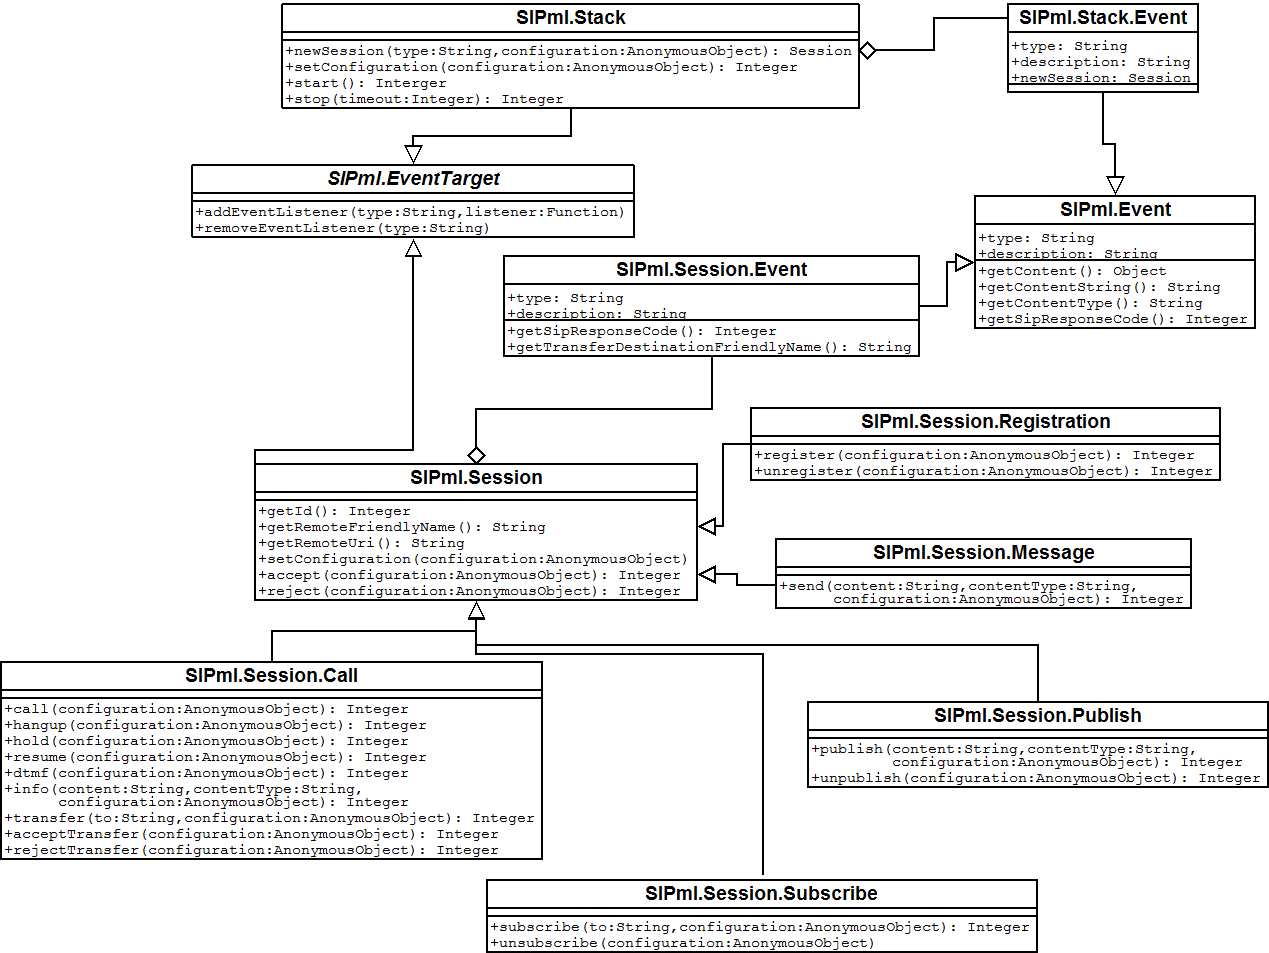 SIPml.Stack
+newSession(type:String,configuration:AnonymousObject): Session
+setConfiguration(configuration:AnonymousObject): Integer
+start(): Interger
+stop(timeout:Integer): Integer
SIPml.Stack.Event
+type: String
+description: String
+newSession: Session
SIPml.EventTarget
+addEventListener(type:String,listener:Function)
+removeEventListener(type:String)
SIPml.Event
+type: String
+description: String
+getContent(): Object
+getContentString(): String
+getContentType(): String
+getSipResponseCode(): Integer
SIPml.Session.Event
+type: String
+description: String
+getSipResponseCode(): Integer
+getTransferDestinationFriendlyName(): String
SIPml.Session.Registration
+register(configuration:AnonymousObject): Integer
+unregister(configuration:AnonymousObject): Integer
SIPml.Session
+getId(): Integer
+getRemoteFriendlyName(): String
+getRemoteUri(): String
+setConfiguration(configuration:AnonymousObject)
+accept(configuration:AnonymousObject): Integer
+reject(configuration:AnonymousObject): Integer
SIPml.Session.Message
+send(content:String,contentType:String,
configuration:AnonymousObject): Integer
SIPml.Session.Call
+call(configuration:AnonymousObject): Integer
+hangup(configuration:AnonymousObject): Integer
+hold(configuration:AnonymousObject): Integer
+resume(configuration:AnonymousObject): Integer
+dtmf(configuration:AnonymousObject): Integer
+info(content:String,contentType:String,
configuration:AnonymousObject): Integer
+transfer(to:String,configuration:AnonymousObject): Integer
+acceptTransfer(configuration:AnonymousObject): Integer
+rejectTransfer(configuration:AnonymousObject): Integer
SIPml.Session.Publish
+publish(content:String,contentType:String,
configuration:AnonymousObject): Integer
+unpublish(configuration:AnonymousObject): Integer
SIPml.Session.Subscribe
+subscribe(to:String,configuration:AnonymousObject): Integer
+unsubscribe(configuration:AnonymousObject)